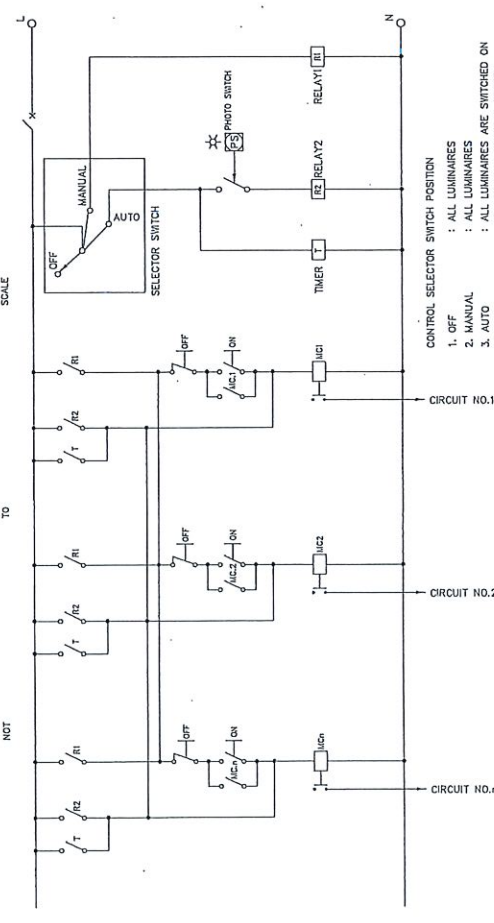 NOT TO SCALE
L
N
OFF
MANUAL
AUTO
SELECTOR SWITCH
PHOTO SWITCH
PS
R1
RELAY1
R2
RELAY2
T
TIMER
R1
R2
T
OFF
ON
MC.1
MC1
CIRCUIT NO.1
R1
R2
T
OFF
ON
MC.2
MC2
CIRCUIT NO.2
R1
R2
T
OFF
ON
MC.n
MCn
CIRCUIT NO.n
CONTROL SELECTOR SWITCH POSITION
1. OFF : ALL LUMINAIRES
2. MANUAL : ALL LUMINAIRES
3. AUTO : ALL LUMINAIRES ARE SWITCHED ON